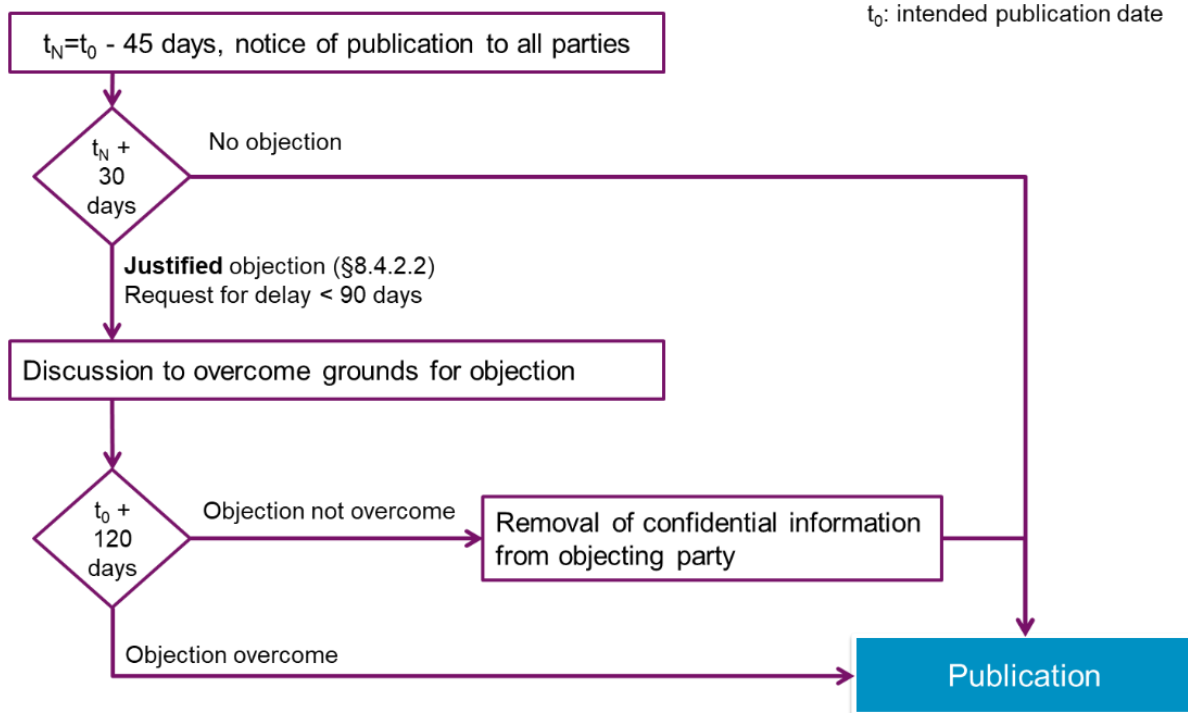 t₀: intended publication date
t_N=t₀ - 45 days, notice of publication to all parties
t_N +
30
days
No objection
Justified objection (§8.4.2.2)
Request for delay < 90 days
Discussion to overcome grounds for objection
t₀ +
120
days
Objection not overcome
Removal of confidential information
from objecting party
Objection overcome
Publication